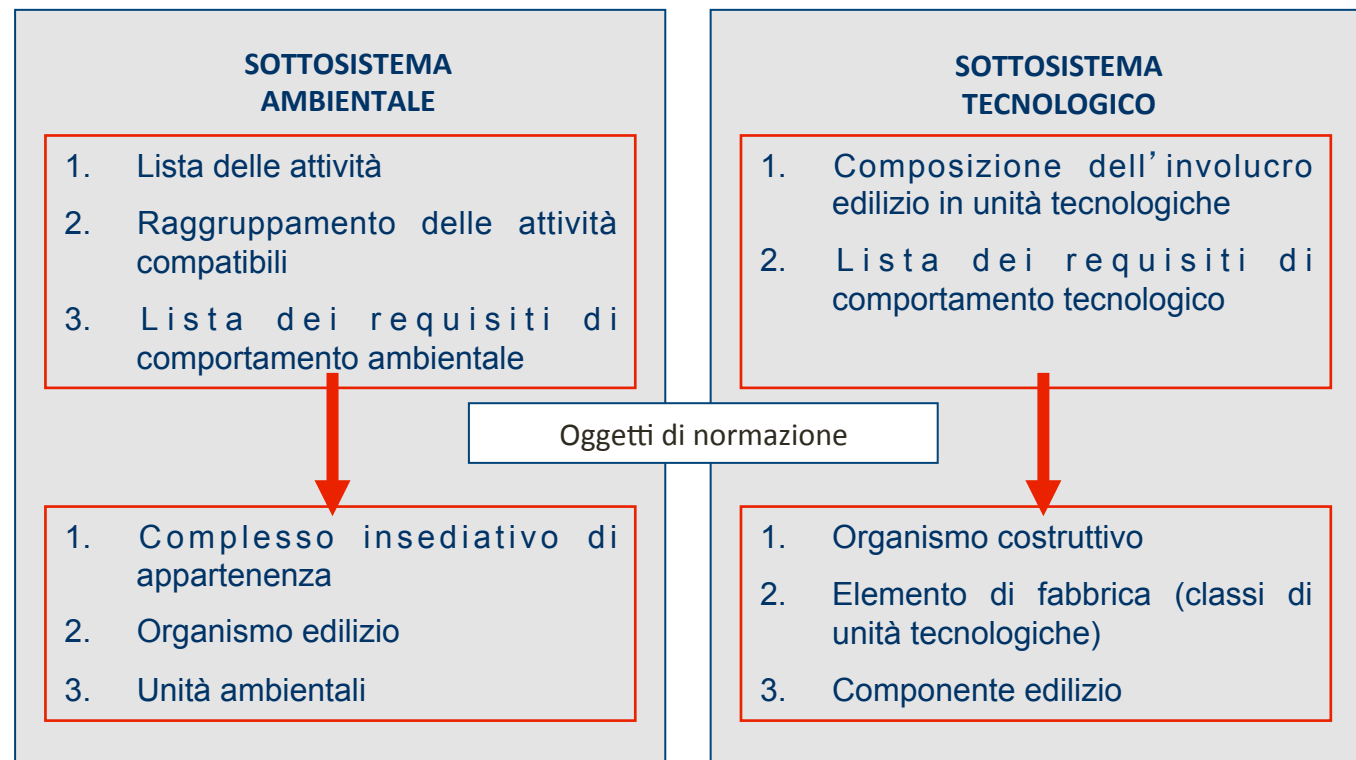 SOTTOSISTEMA
AMBIENTALE
1. Lista delle attività
2. Raggruppamento delle attività
compatibili
3. Lista dei requisiti di
comportamento ambientale
SOTTOSISTEMA
TECNOLOGICO
1. Composizione dell’involucro
edilizio in unità tecnologiche
2. Lista dei requisiti di
comportamento tecnologico
Oggetti di normazione
1. Complesso insediativo di
appartenenza
2. Organismo edilizio
3. Unità ambientali
1. Organismo costruttivo
2. Elemento di fabbrica (classi di
unità tecnologiche)
3. Componente edilizio